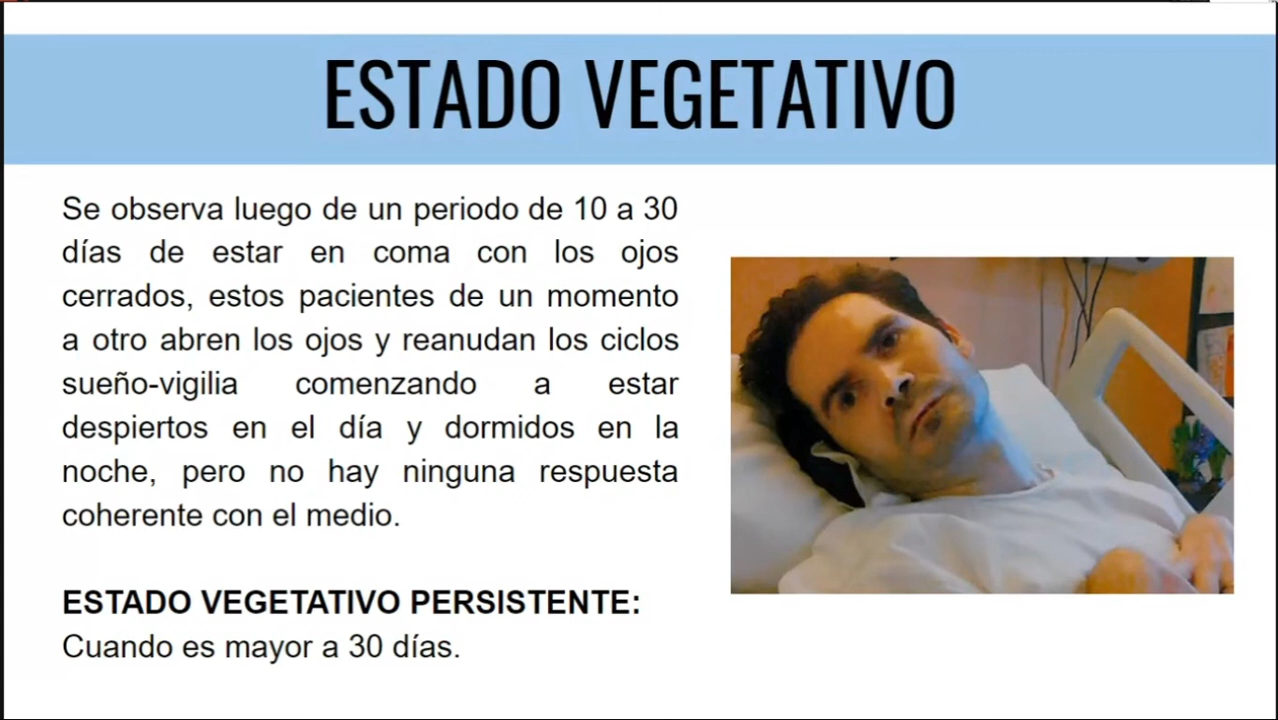 ESTADO VEGETATIVO
Se observa luego de un periodo de 10 a 30
días de estar en coma con los ojos
cerrados, estos pacientes de un momento
a otro abren los ojos y reanudan los ciclos
sueño-vigilia comenzando a estar
despiertos en el día y dormidos en la
noche, pero no hay ninguna respuesta
coherente con el medio.
ESTADO VEGETATIVO PERSISTENTE:
Cuando es mayor a 30 días.